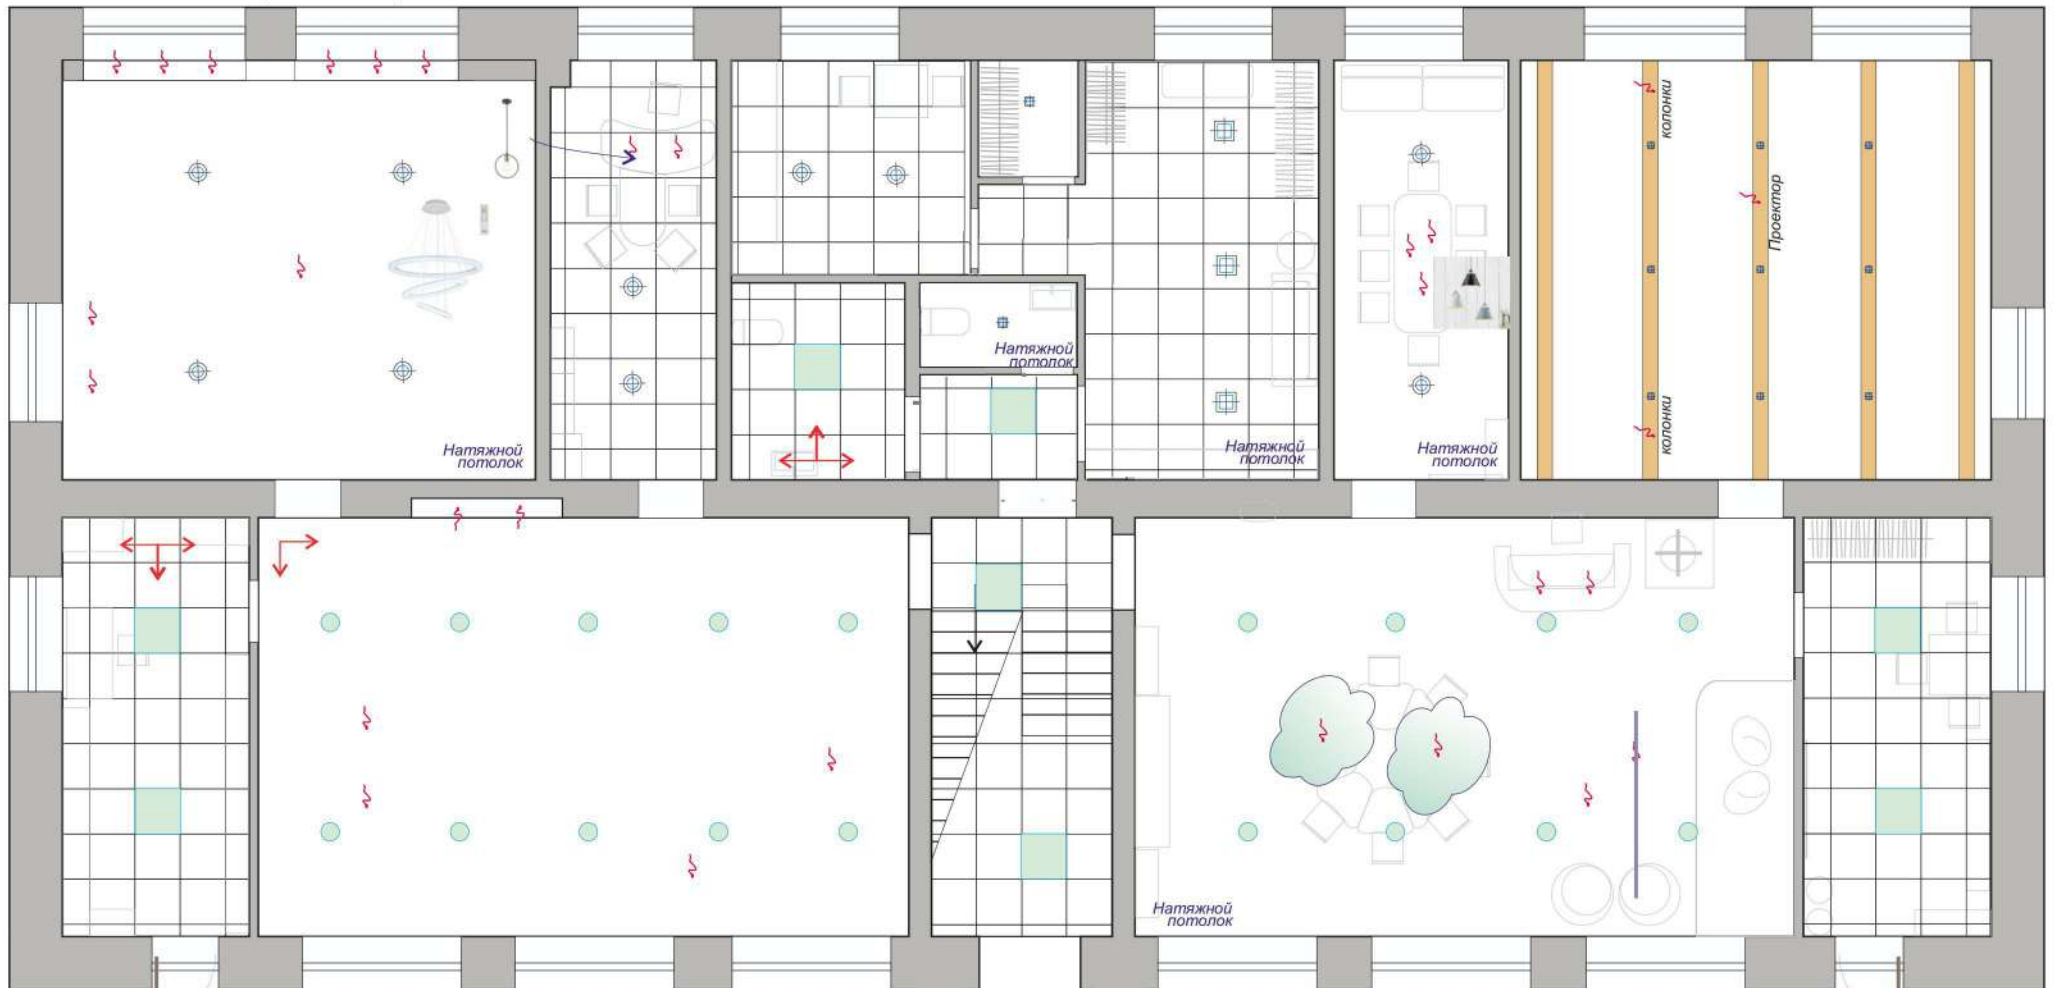 колонки
Проектор
Натяжной
потолок
колонки
Натяжной
потолок
Натяжной
потолок
Натяжной
потолок
Натяжной
потолок